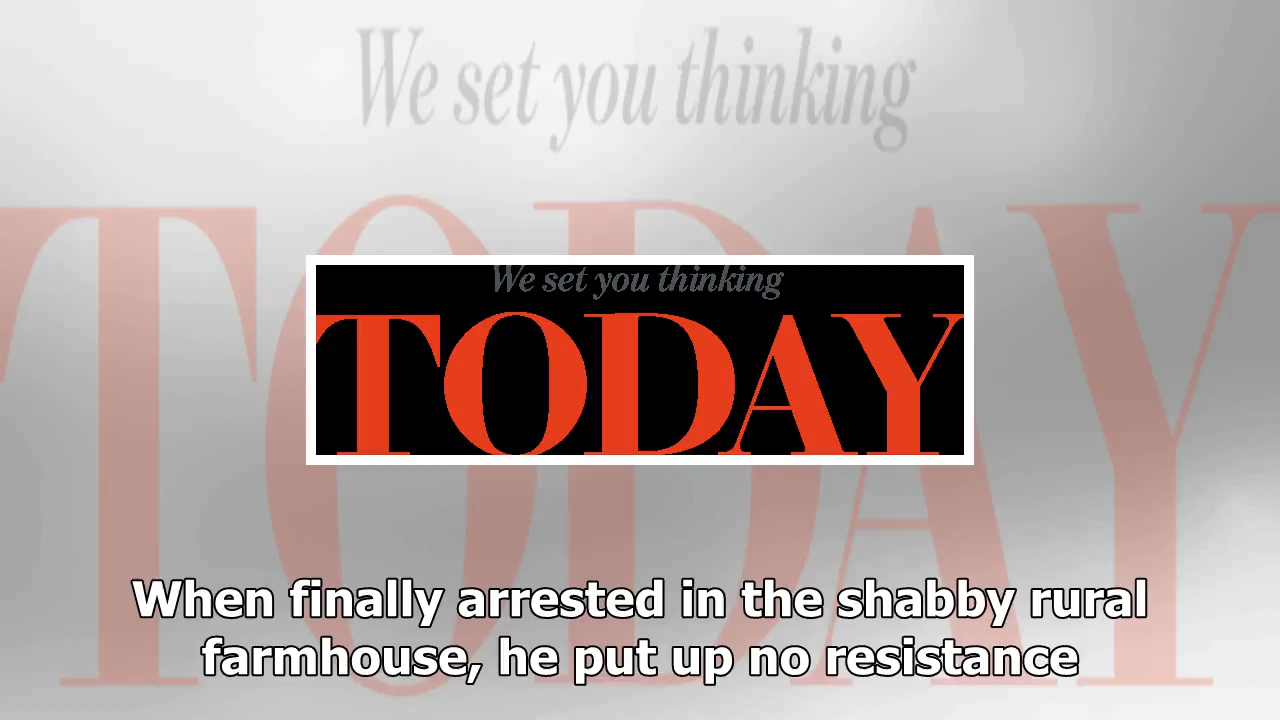 We set you thinking
TODAY
We set you thinking
TODAY
When finally arrested in the shabby rural
farmhouse, he put up no resistance